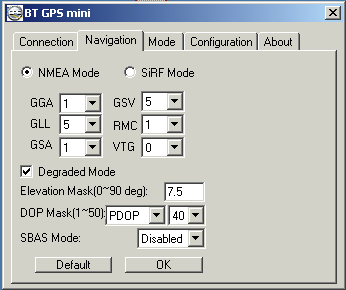 BT GPS mini
Connection Navigation Mode Configuration About
NMEA Mode SiRF Mode
GGA 1 GSV 5
GLL 5 RMC 1
GSA 1 VTG 0
Degraded Mode
Elevation Mask(0~90 deg): 7.5
DOP Mask(1~50): PDOP 40
SBAS Mode: Disabled
Default OK